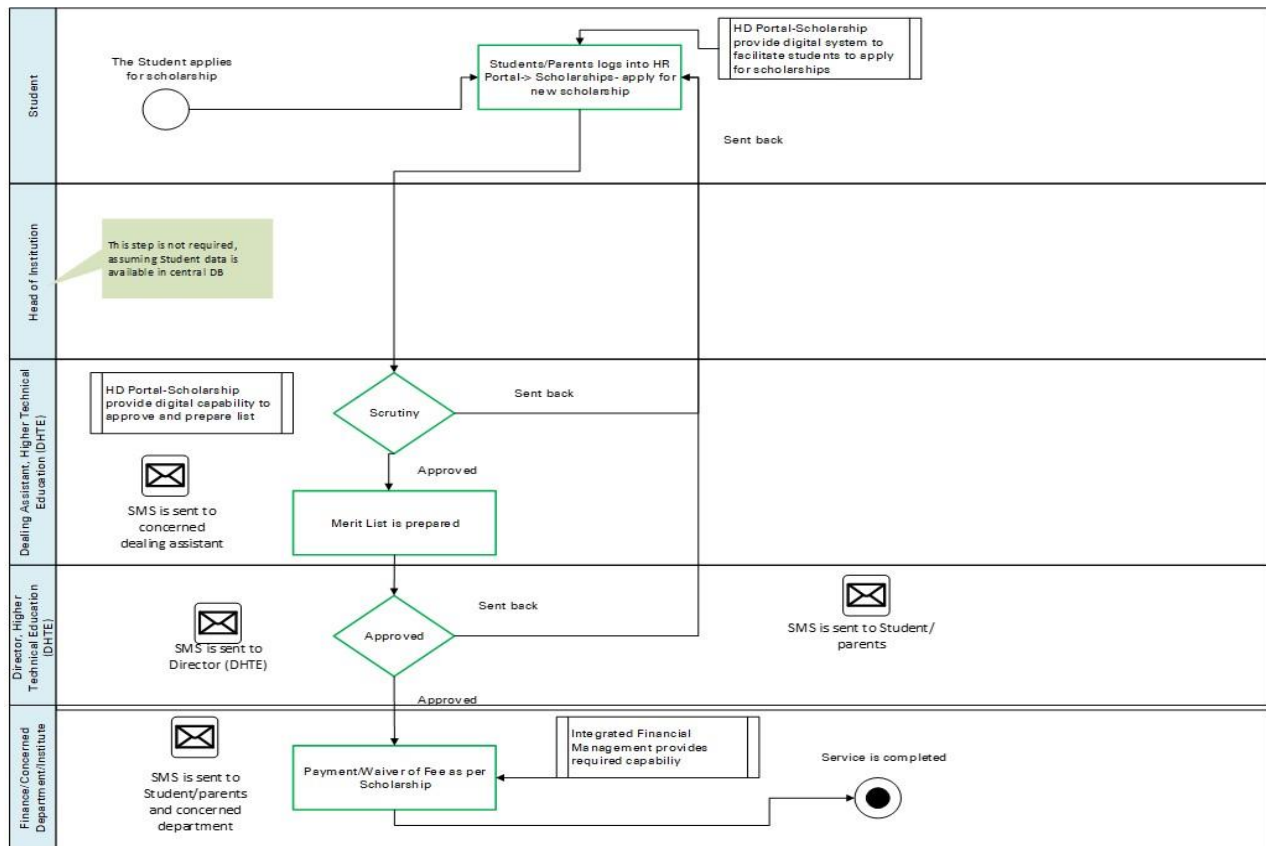 Student
The Student applies
for scholarship
Students/Parents logs into HR
Portal-> Scholarships- apply for
new scholarship
HD Portal-Scholarship
provide digital system to
facilitate students to apply
for scholarships
Sent back
Head of Institution
This step is not required,
assuming Student data is
available in central DB
Dealing Assistant, Higher Technical
Education (DHTE)
HD Portal-Scholarship
provide digital capability to
approve and prepare list
Scrutiny
Sent back
Approved
SMS is sent to
concerned
dealing assistant
Merit List is prepared
Director, Higher
Technical Education
(DHTE)
SMS is sent to
Director (DHTE)
Approved
Sent back
SMS is sent to Student/
parents
Approved
Finance/Concerned
Department/Institute
SMS is sent to
Student/parents
and concerned
department
Payment/Waiver of Fee as per
Scholarship
Integrated Financial
Management provides
required capabiliy
Service is completed